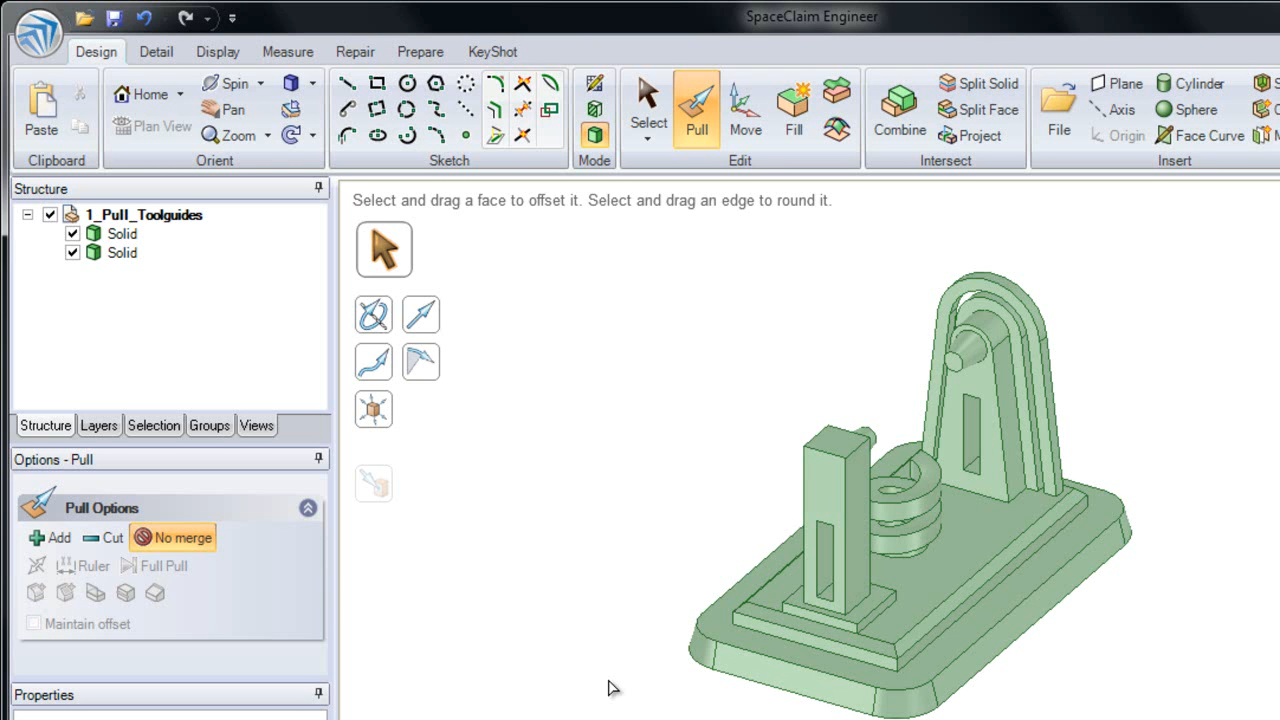 SpaceClaim Engineer
Design Detail Display Measure Repair Prepare KeyShot
Paste
Clipboard
Home
Plan View
Spin
Pan
Zoom
Orient
Sketch
Mode
Select
Pull
Move
Fill
Edit
Combine
Split Solid
Split Face
Project
Intersect
File
Plane
Axis
Origin
Cylinder
Sphere
Face Curve
Insert
Structure
1_Pull_Toolguides
Solid
Solid
Structure Layers Selection Groups Views
Options - Pull
Pull Options
Add Cut No merge
Ruler Full Pull
Maintain offset
Properties
Select and drag a face to offset it. Select and drag an edge to round it.